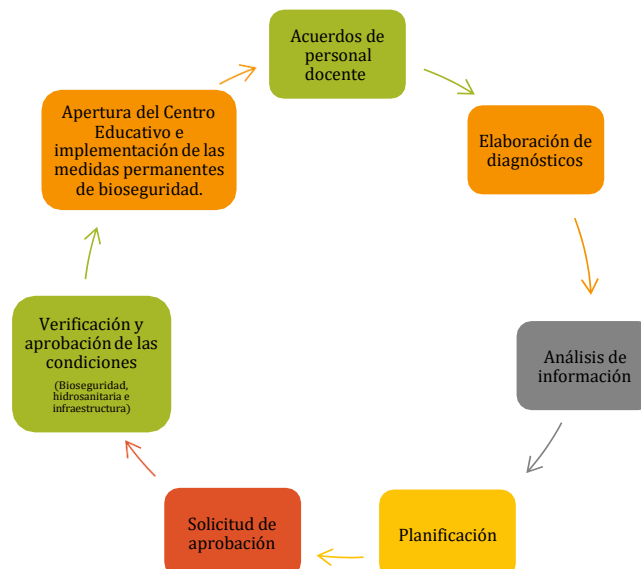 Acuerdos de
personal
docente
Elaboración de
diagnósticos
Análisis de
información
Planificación
Solicitud de
aprobación
Verificación y
aprobación de las
condiciones
(Bioseguridad,
hidrosanitaria e
infraestructura)
Apertura del Centro
Educativo e
implementación de las
medidas permanentes
de bioseguridad.